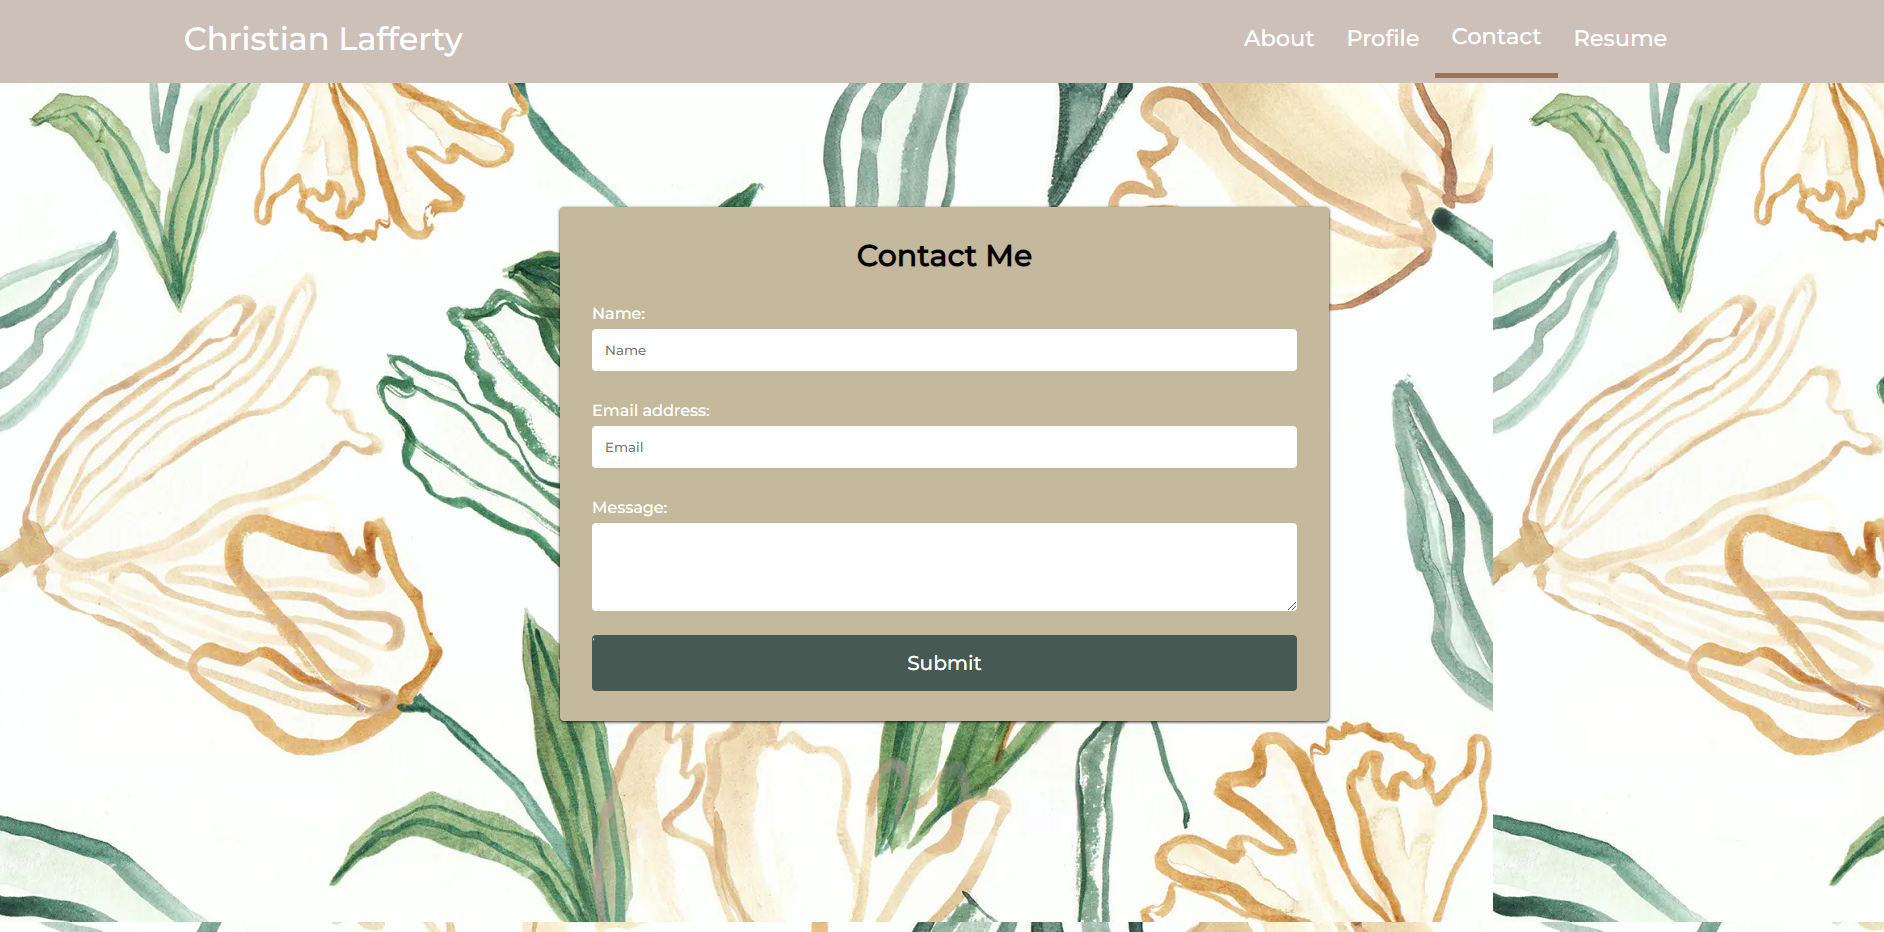 Christian Lafferty
About Profile Contact Resume
Contact Me
Name:
Name
Email address:
Email
Message:
Submit